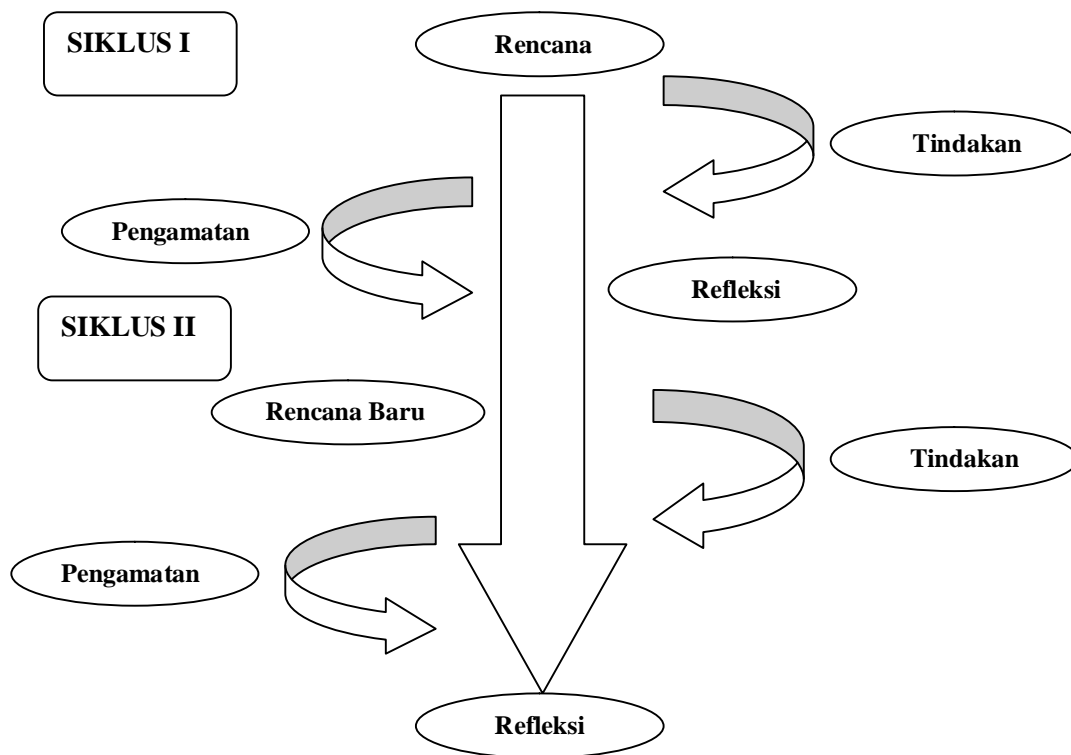 SIKLUS I
Rencana
Tindakan
Pengamatan
Refleksi
SIKLUS II
Rencana Baru
Tindakan
Pengamatan
Refleksi